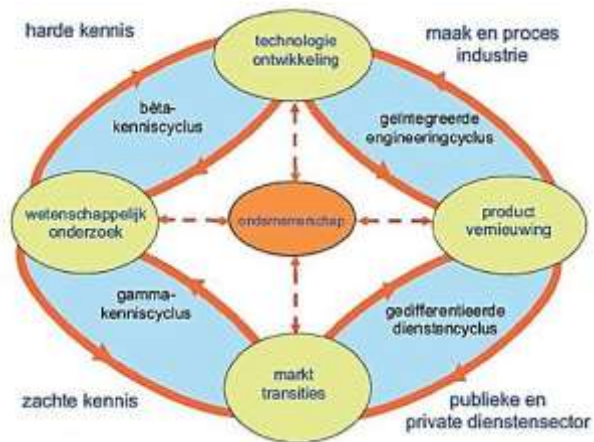 harde kennis
technologie
ontwikkeling
maak en proces
industrie
bèta-
kenniscyclus
geïntegreerde
engineeringcyclus
wetenschappelijk
onderzoek
ondernemerschap
product
vernieuwing
gamma-
kenniscyclus
gedifferentieerde
dienstencyclus
markt
transities
zachte kennis
publieke en
private dienstensector